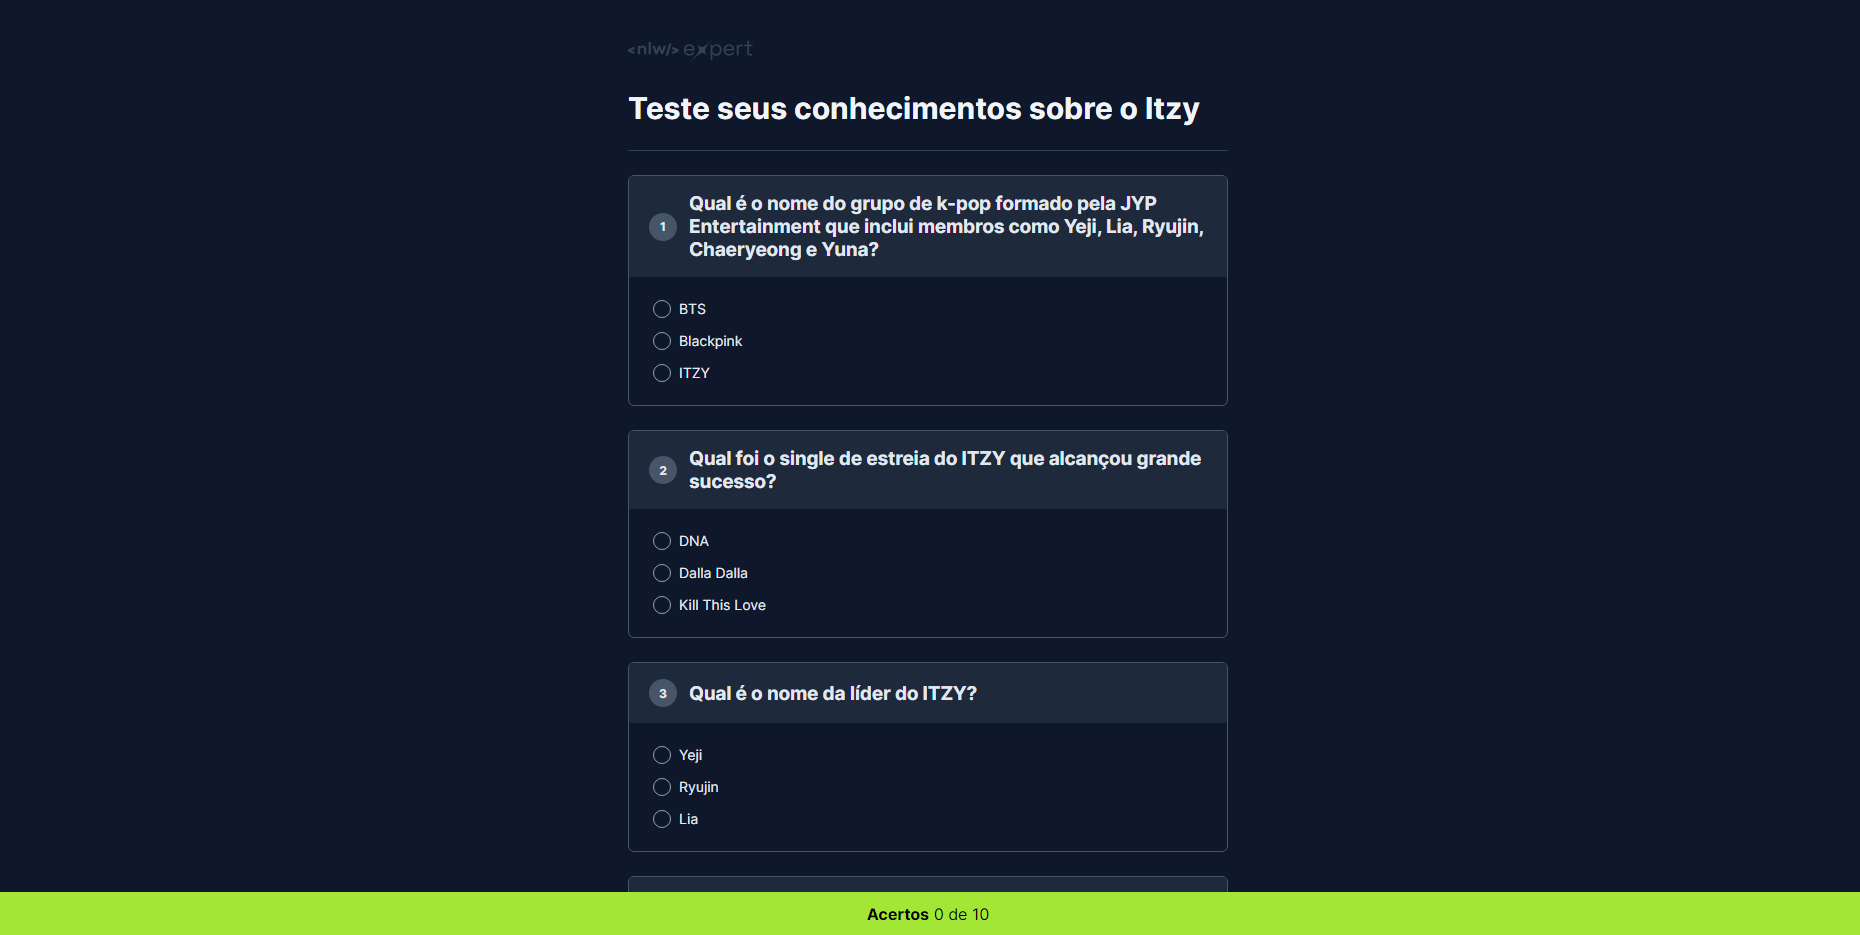 <nlw/> expert
Teste seus conhecimentos sobre o Itzy
1
Qual é o nome do grupo de k-pop formado pela JYP
Entertainment que inclui membros como Yeji, Lia, Ryujin,
Chaeryeong e Yuna?
BTS
Blackpink
ITZY
2
Qual foi o single de estreia do ITZY que alcançou grande
sucesso?
DNA
Dalla Dalla
Kill This Love
3
Qual é o nome da líder do ITZY?
Yeji
Ryujin
Lia
Acertos 0 de 10